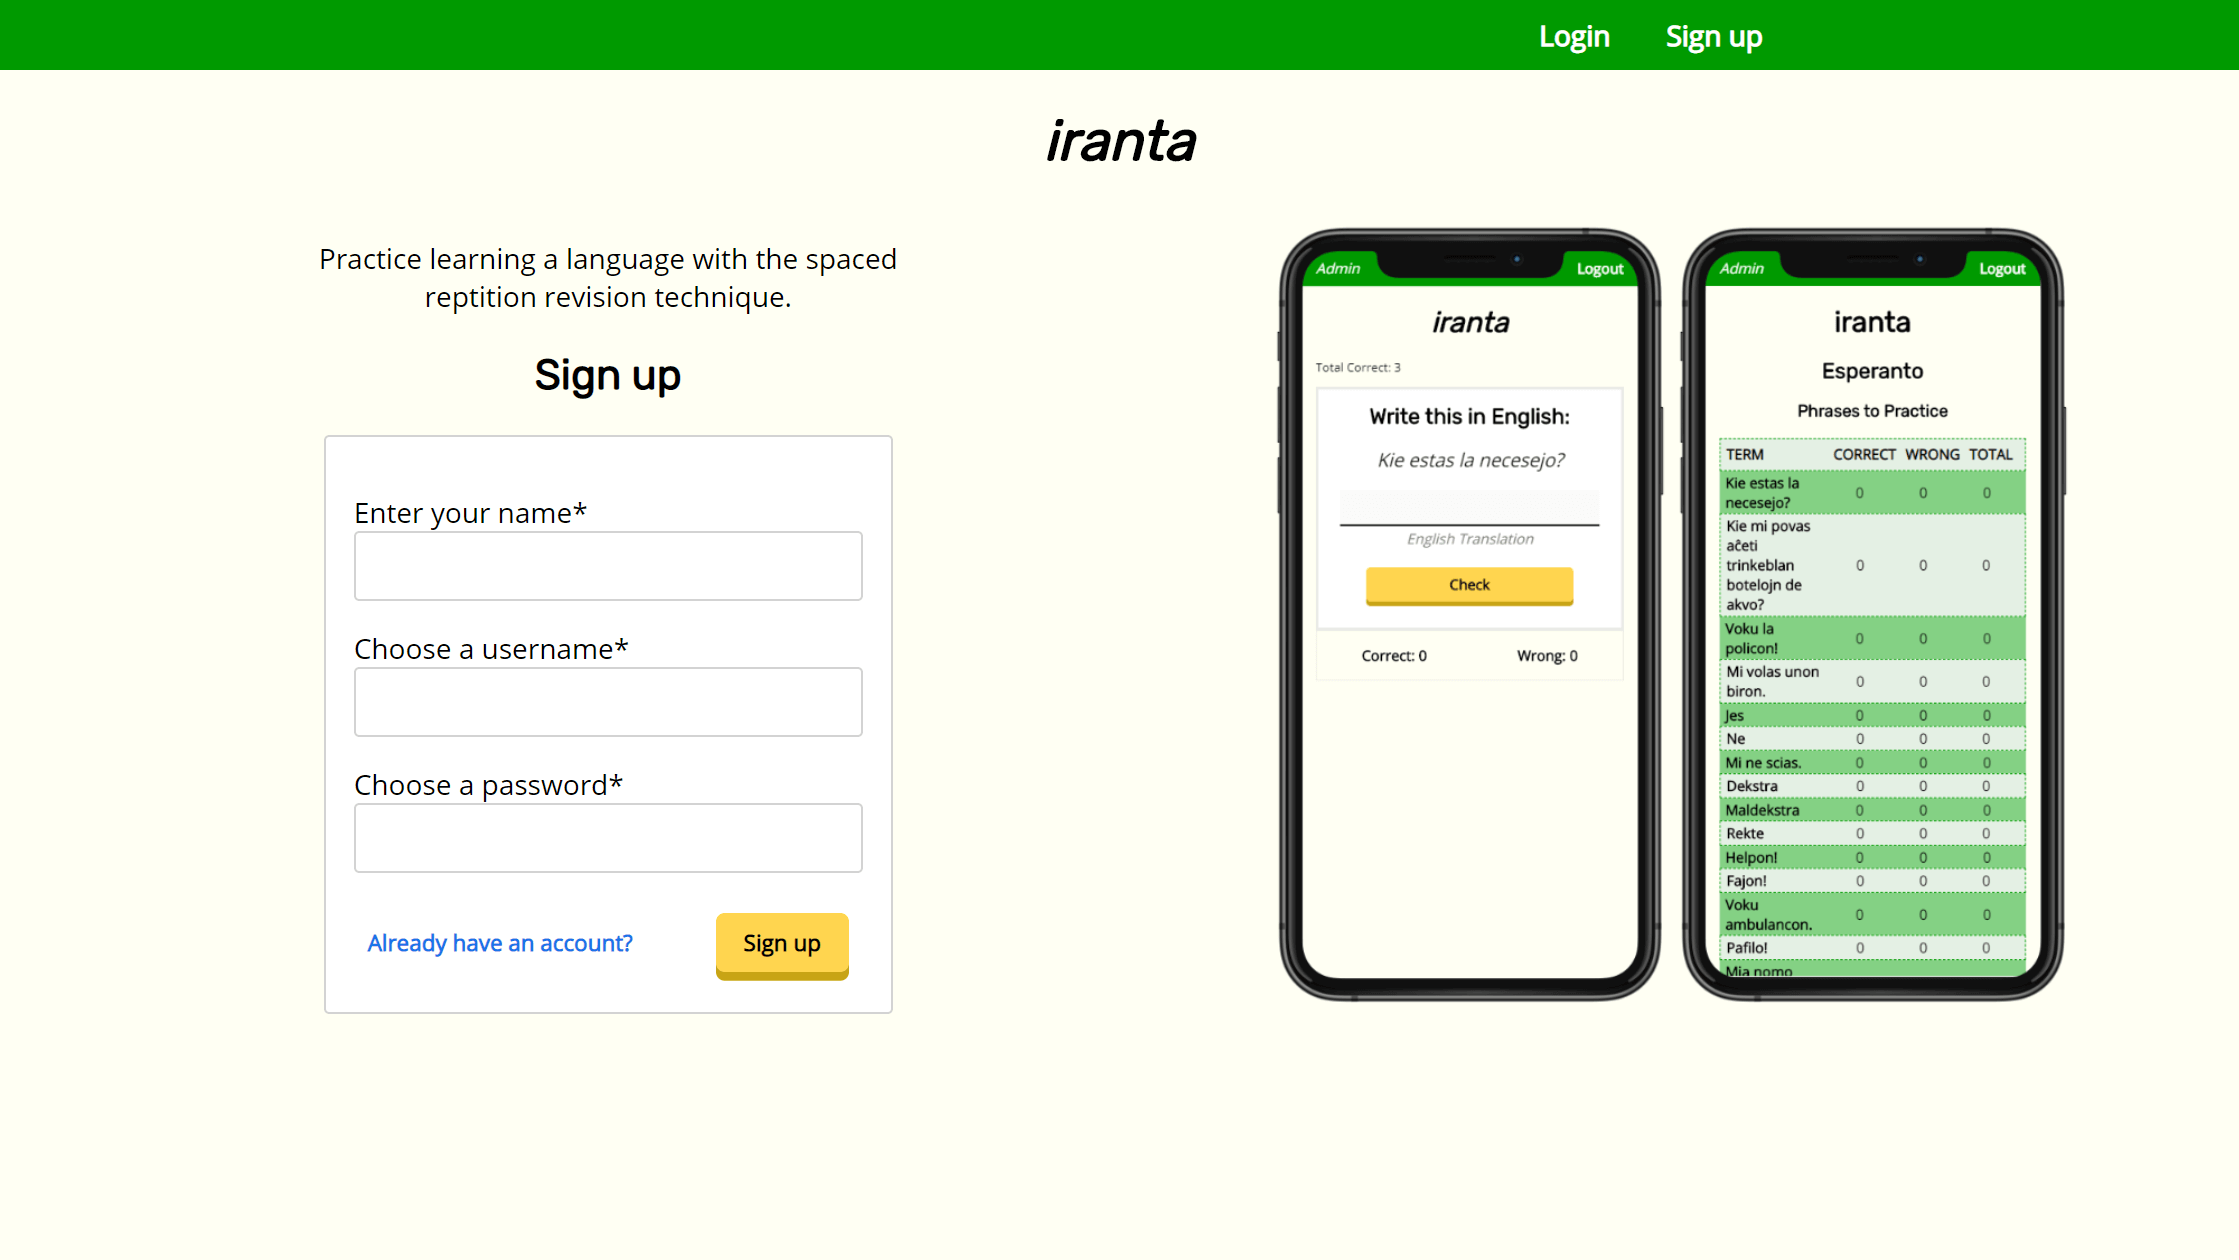 Login Sign up
iranta
Practice learning a language with the spaced
reptition revision technique.
Sign up
Enter your name*
Choose a username*
Choose a password*
Already have an account? Sign up
Admin Logout
iranta
Total Correct: 3
Write this in English:
Kie estas la necesejo?
English Translation
Check
Correct: 0 Wrong: 0
Admin Logout
iranta
Esperanto
Phrases to Practice
TERM CORRECT WRONG TOTAL
Kie estas la
necesejo? 0 0 0
Kie mi povas
aĉeti
trinkeblan 0 0 0
botelojn de
akvo?
Voku la
policon! 0 0 0
Mi volas unon
biron. 0 0 0
Jes 0 0 0
Ne 0 0 0
Mi ne scias. 0 0 0
Dekstra 0 0 0
Maldekstra 0 0 0
Rekte 0 0 0
Helpon! 0 0 0
Fajon! 0 0 0
Voku
ambulancon. 0 0 0
Pafilo! 0 0 0
Mia nomo